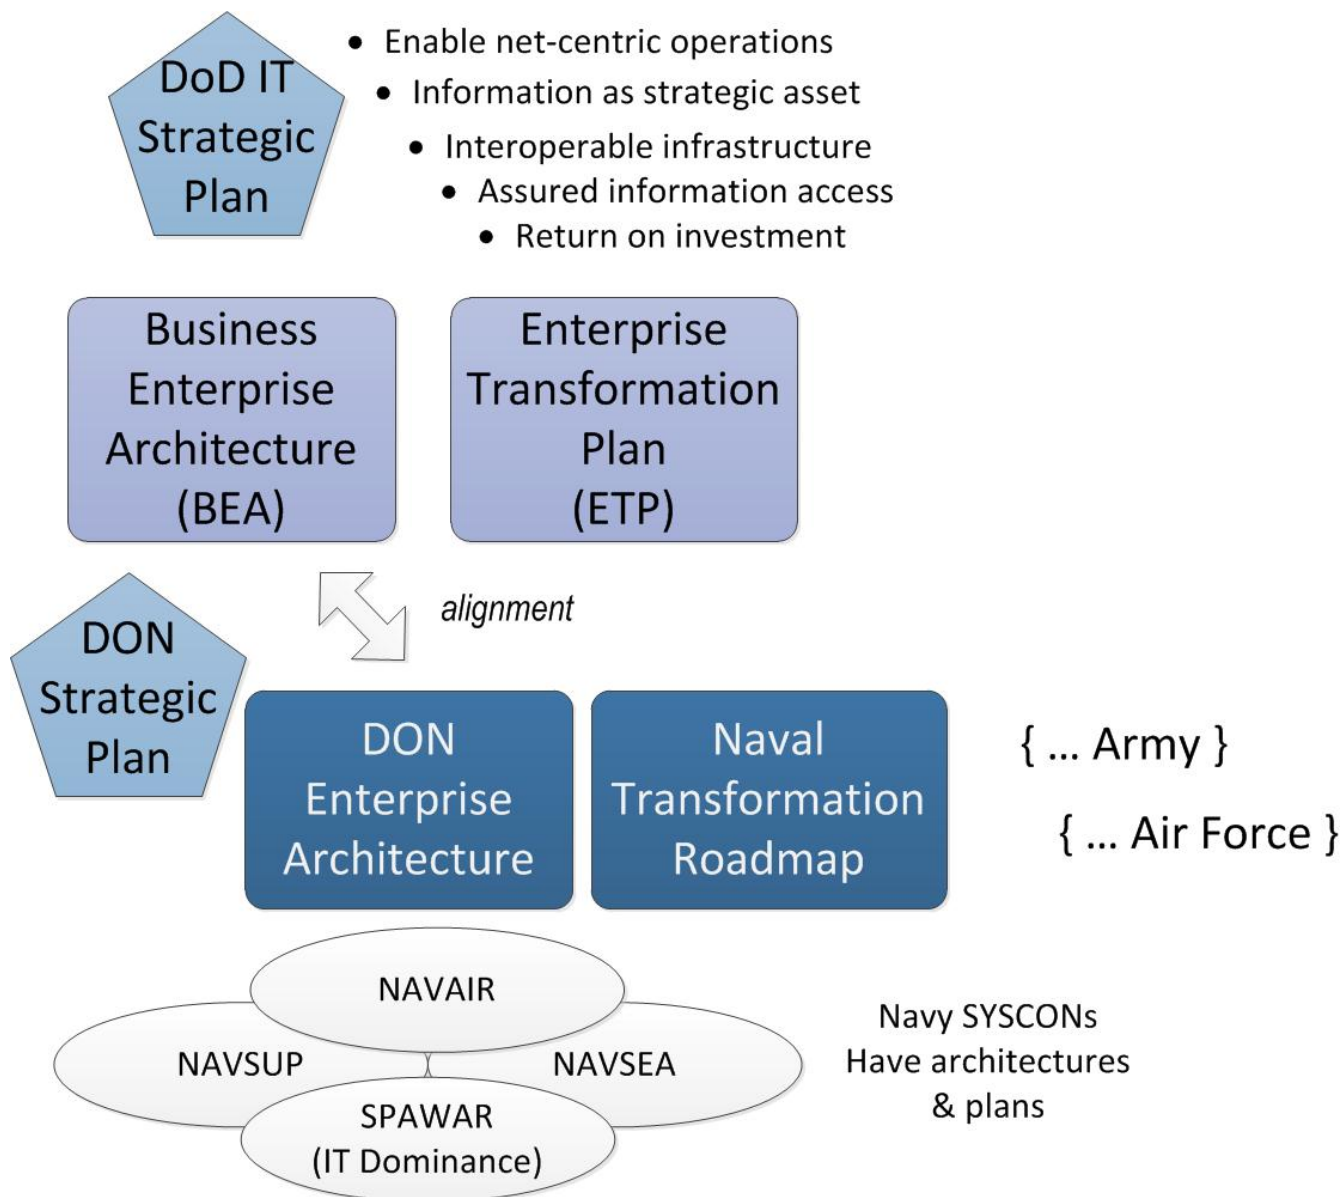 DoD IT
Strategic
Plan
• Enable net-centric operations
• Information as strategic asset
• Interoperable infrastructure
• Assured information access
• Return on investment
Business
Enterprise
Architecture
(BEA)
Enterprise
Transformation
Plan
(ETP)
alignment
DON
Strategic
Plan
DON
Enterprise
Architecture
Naval
Transformation
Roadmap
{ ... Army }
{ ... Air Force }
NAVAIR
NAVSUP
NAVSEA
SPAWAR
(IT Dominance)
Navy SYSCONs
Have architectures
& plans